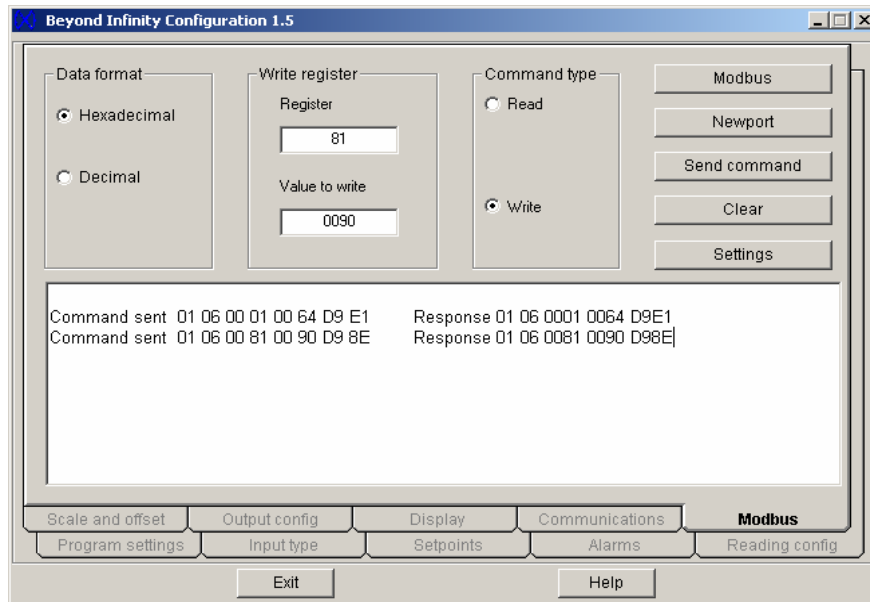 Beyond Infinity Configuration 1.5
Data format
Hexadecimal
Decimal
Write register
Register
81
Value to write
0090
Command type
Read
Write
Modbus
Newport
Send command
Clear
Settings
Command sent 01 06 00 01 00 64 D9 E1 Response 01 06 0001 0064 D9E1
Command sent 01 06 00 81 00 90 D9 8E Response 01 06 0081 0090 D98E
Scale and offset Output config Display Communications Modbus
Program settings Input type Setpoints Alarms Reading config
Exit Help